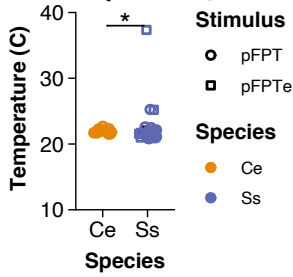 40
30
20
10
Temperature (C)
*
Ce Ss
Species
Stimulus
pFPT
pFPTe
Species
Ce
Ss